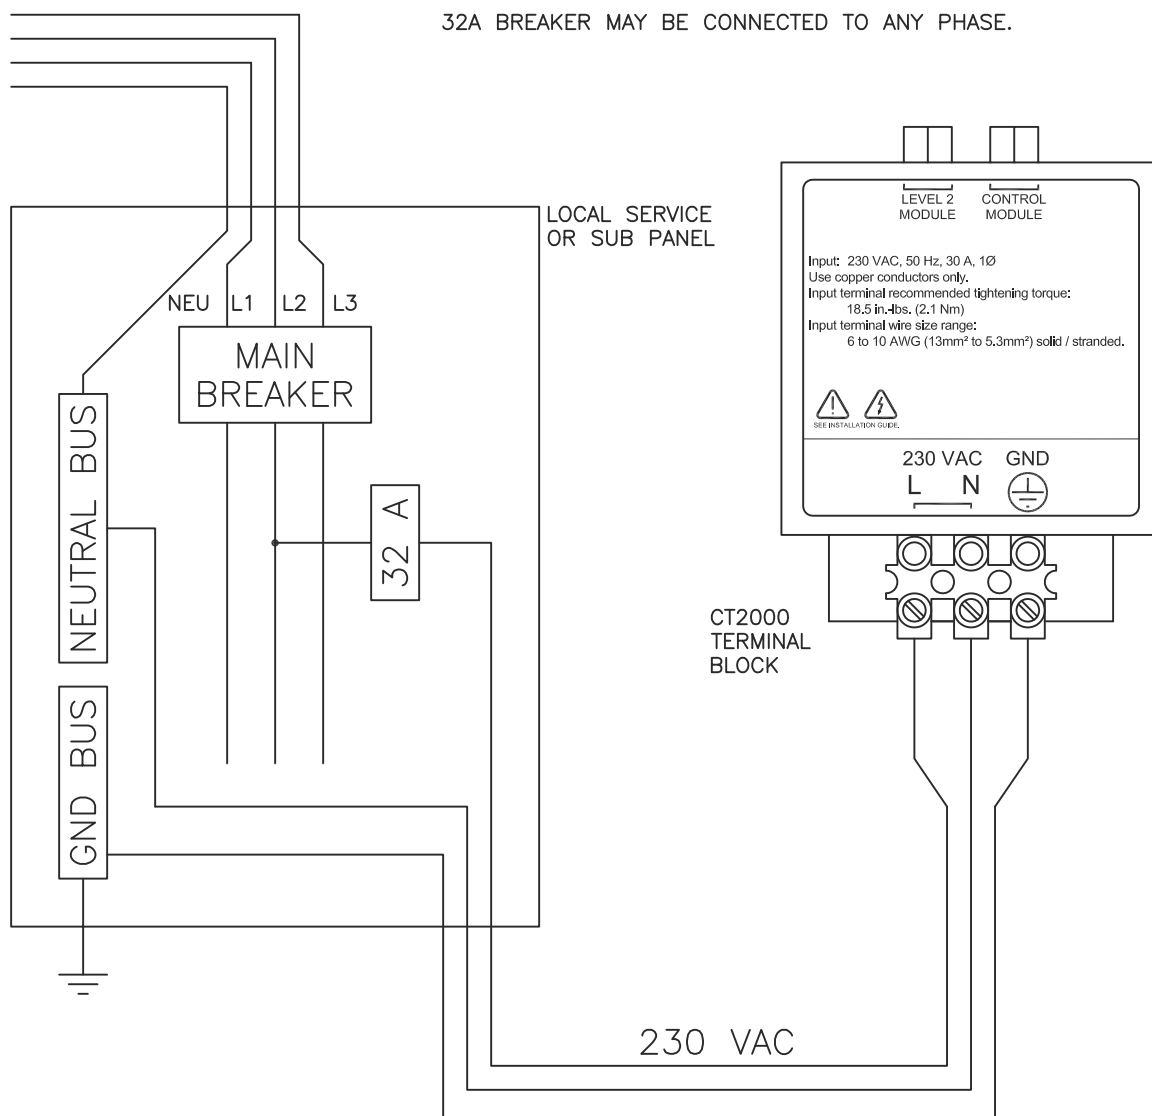 32A BREAKER MAY BE CONNECTED TO ANY PHASE.
LOCAL SERVICE
OR SUB PANEL
NEU L1 L2 L3
MAIN
BREAKER
NEUTRAL BUS
32 A
GND BUS
LEVEL 2
MODULE
CONTROL
MODULE
Input: 230 VAC, 50 Hz, 30 A, 1Ø
Use copper conductors only.
Input terminal recommended tightening torque:
18.5 in.-lbs. (2.1 Nm)
Input terminal wire size range:
6 to 10 AWG (13mm² to 5.3mm²) solid / stranded.
SEE INSTALLATION GUIDE.
230 VAC GND
L N
CT2000
TERMINAL
BLOCK
230 VAC